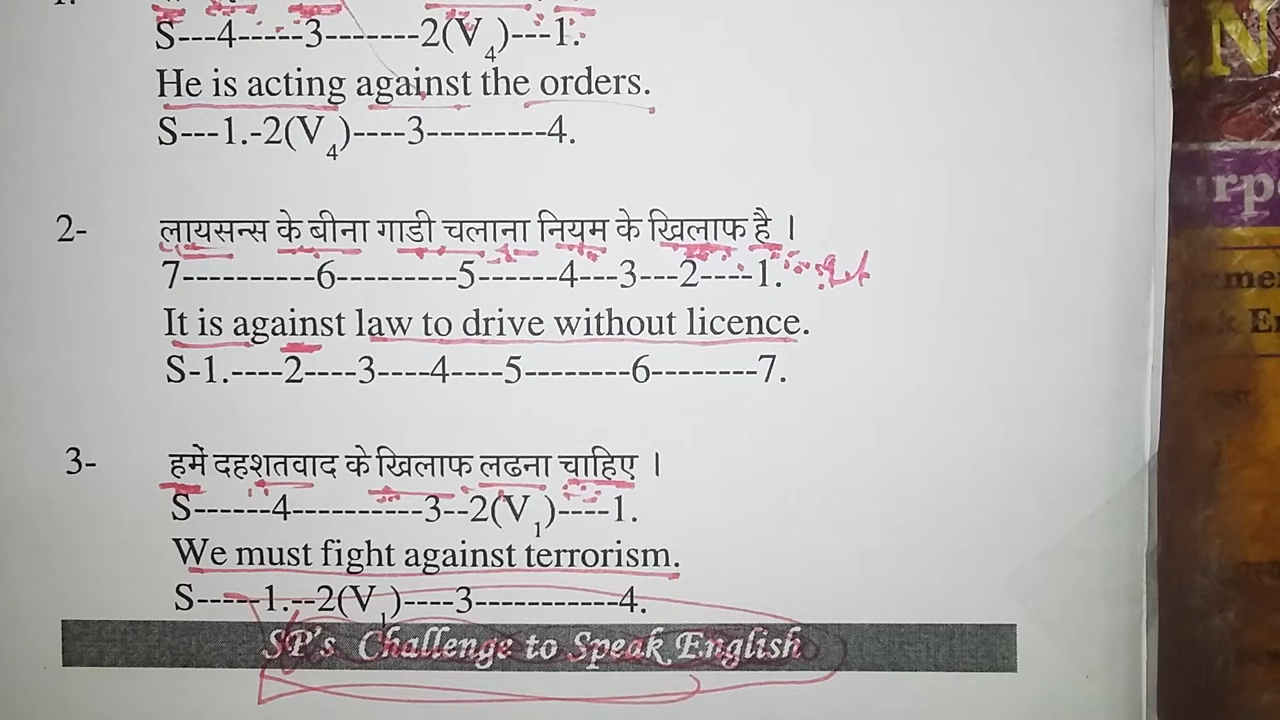 S---4------3-------2(V4)---1.
He is acting against the orders.
S---1.-2(V4)----3---------4.
2- लायसन्स के बीना गाडी चलाना नियम के खिलाफ है ।
7----------6---------5------4---3---2----1.
It is against law to drive without licence.
S-1.----2----3----4----5--------6--------7.
3- हमें दहशतवाद के खिलाफ लढना चाहिए ।
S------4----------3--2(V1)----1.
We must fight against terrorism.
S-----1.--2(V1)----3-----------4.
SP's Challenge to Speak English